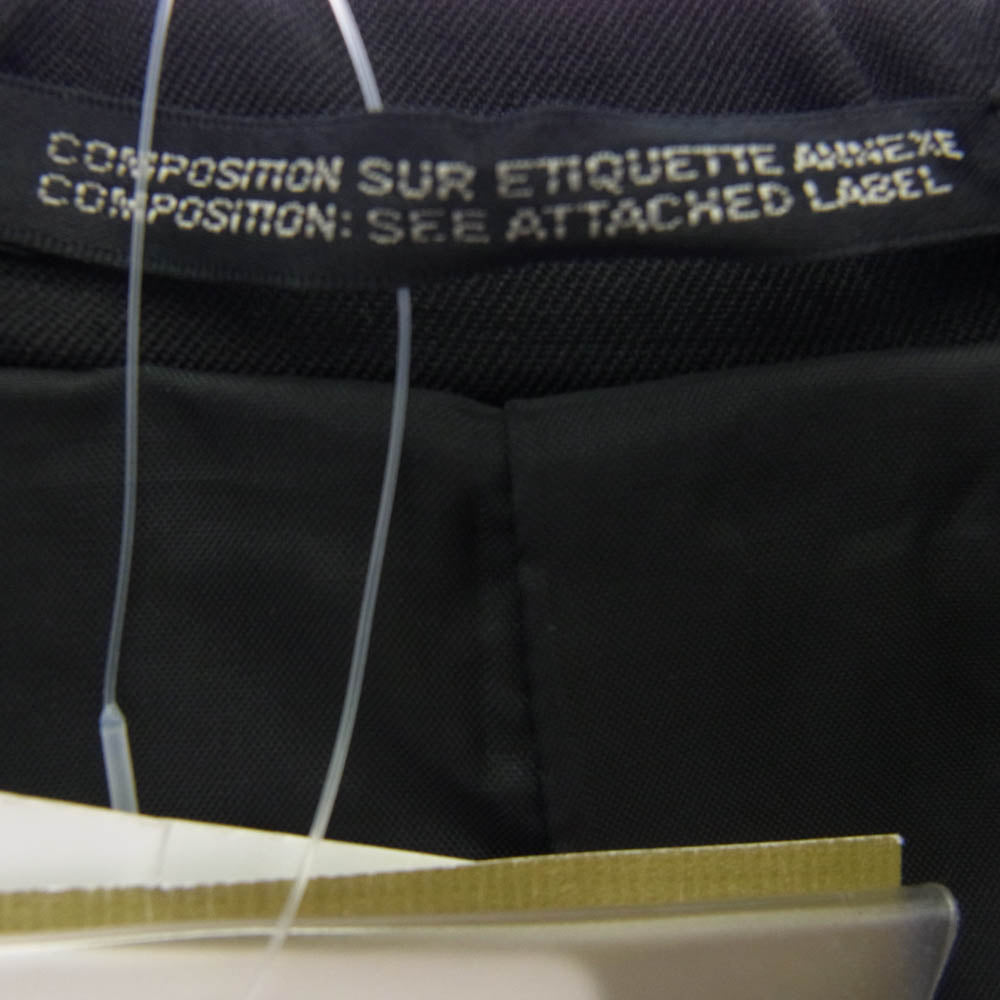 COMPOSITION SUR ETIQUETTE ANNEXE
COMPOSITION: SEE ATTACHED LABEL